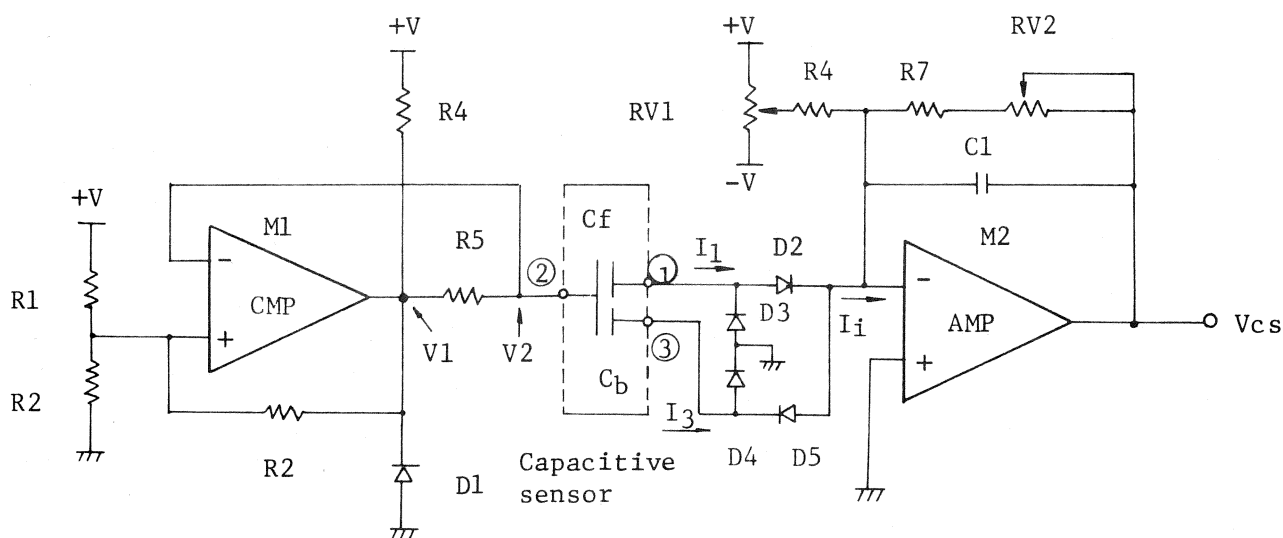 +V
R4
+V
R1
R2
M1
CMP
−
+
R2
D1
R5
V1
V2
②
Cf
Cb
①
③
Capacitive
sensor
I1
I3
D2
D3
D4
D5
Ii
+V
RV1
-V
R4
R7
RV2
C1
M2
AMP
−
+
Vcs